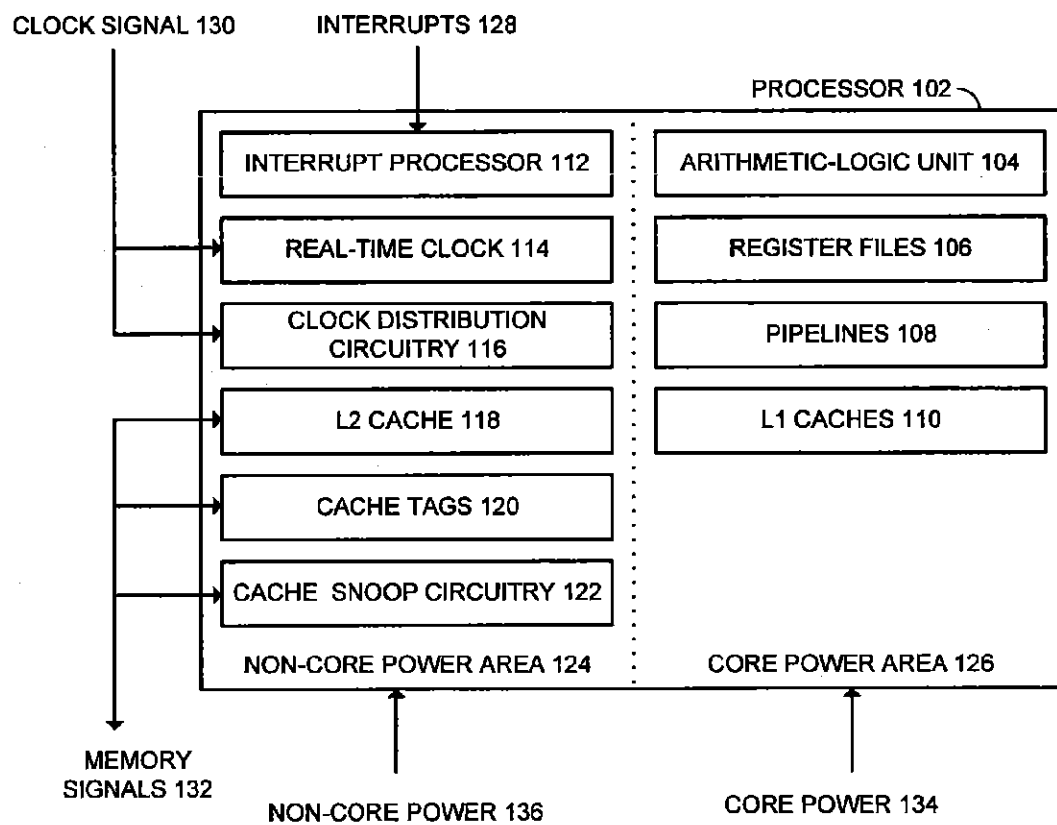 CLOCK SIGNAL 130
INTERRUPTS 128
PROCESSOR 102
INTERRUPT PROCESSOR 112
ARITHMETIC-LOGIC UNIT 104
REAL-TIME CLOCK 114
REGISTER FILES 106
CLOCK DISTRIBUTION
CIRCUITRY 116
PIPELINES 108
L2 CACHE 118
L1 CACHES 110
CACHE TAGS 120
CACHE SNOOP CIRCUITRY 122
NON-CORE POWER AREA 124
CORE POWER AREA 126
MEMORY
SIGNALS 132
NON-CORE POWER 136
CORE POWER 134